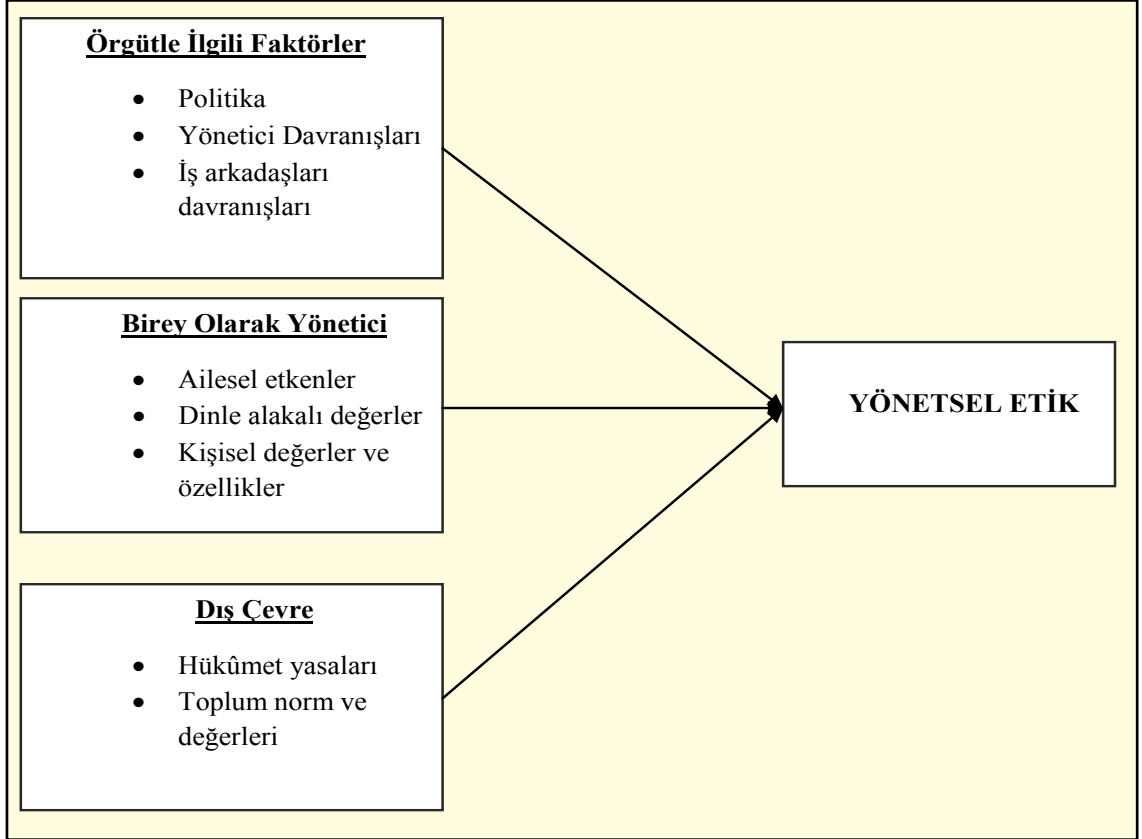 Örgütle İlgili Faktörler
• Politika
• Yönetici Davranışları
• İş arkadaşları
davranışları
Birey Olarak Yönetici
• Ailesel etkenler
• Dinle alakalı değerler
• Kişisel değerler ve
özellikler
Dış Çevre
• Hükûmet yasaları
• Toplum norm ve
değerleri
YÖNETSEL ETİK